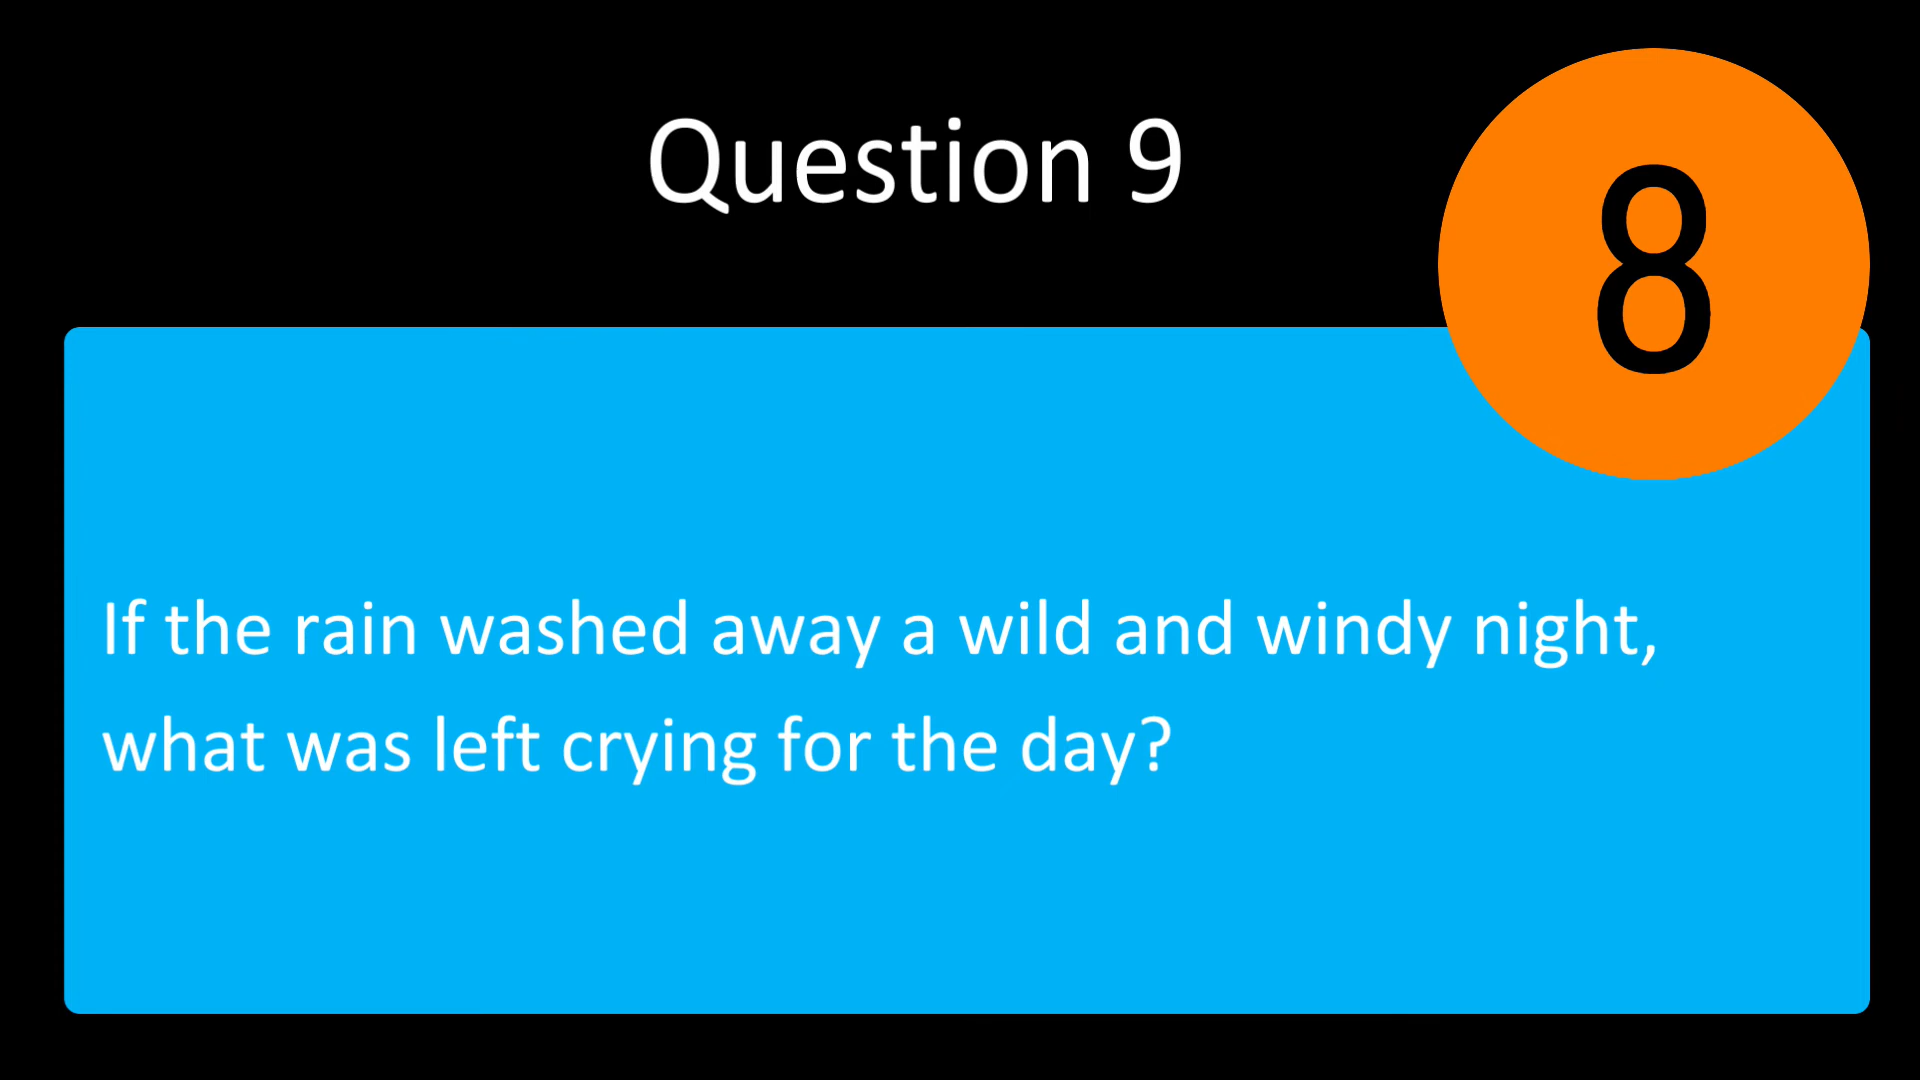 Question 9
8
If the rain washed away a wild and windy night,
what was left crying for the day?